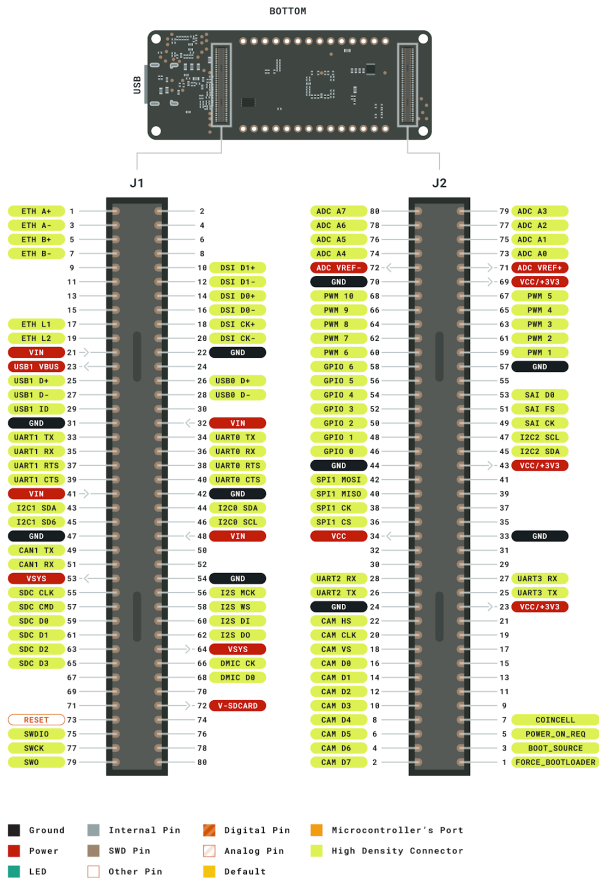 BOTTOM
USB
J1 J2
ETH A+ 1 2 ADC A7 80 79 ADC A3
ETH A- 3 4 ADC A6 78 77 ADC A2
ETH B+ 5 6 ADC A5 76 75 ADC A1
ETH B- 7 8 ADC A4 74 73 ADC A0
9 10 DSI D1+ ADC VREF- 72 71 ADC VREF+
11 12 DSI D1- GND 70 69 VCC/+3V3
13 14 DSI D0+ PWM 10 68 67 PWM 5
15 16 DSI D0- PWM 9 66 65 PWM 4
ETH L1 17 18 DSI CK+ PWM 8 64 63 PWM 3
ETH L2 19 20 DSI CK- PWM 7 62 61 PWM 2
VIN 21 22 GND PWM 6 60 59 PWM 1
USB1 VBUS 23 24 GPIO 6 58 57 GND
USB1 D+ 25 26 USB0 D+ GPIO 5 56 55
USB1 D- 27 28 USB0 D- GPIO 4 54 53 SAI D0
USB1 ID 29 30 GPIO 3 52 51 SAI FS
GND 31 32 VIN GPIO 2 50 49 SAI CK
UART1 TX 33 34 UART0 TX GPIO 1 48 47 I2C2 SCL
UART1 RX 35 36 UART0 RX GPIO 0 46 45 I2C2 SDA
UART1 RTS 37 38 UART0 RTS GND 44 43 VCC/+3V3
UART1 CTS 39 40 UART0 CTS SPI1 MOSI 42 41
VIN 41 42 GND SPI1 MISO 40 39
I2C1 SDA 43 44 I2C0 SDA SPI1 CK 38 37
I2C1 SD6 45 46 I2C0 SCL SPI1 CS 36 35
GND 47 48 VIN VCC 34 33 GND
CAN1 TX 49 50 32 31
CAN1 RX 51 52 30 29
VSYS 53 54 GND UART2 RX 28 27 UART3 RX
SDC CLK 55 56 I2S MCK UART2 TX 26 25 UART3 TX
SDC CMD 57 58 I2S WS GND 24 23 VCC/+3V3
SDC D0 59 60 I2S DI CAM HS 22 21
SDC D1 61 62 I2S DO CAM CLK 20 19
SDC D2 63 64 VSYS CAM VS 18 17
SDC D3 65 66 DMIC CK CAM D0 16 15
67 68 DMIC D0 CAM D1 14 13
69 70 CAM D2 12 11
71 72 V-SDCARD CAM D3 10 9
RESET 73 74 CAM D4 8 7 COINCELL
SWDIO 75 76 CAM D5 6 5 POWER_ON_REQ
SWCK 77 78 CAM D6 4 3 BOOT_SOURCE
SWO 79 80 CAM D7 2 1 FORCE_BOOTLOADER
Ground Internal Pin Digital Pin Microcontroller's Port
Power SWD Pin Analog Pin High Density Connector
LED Other Pin Default